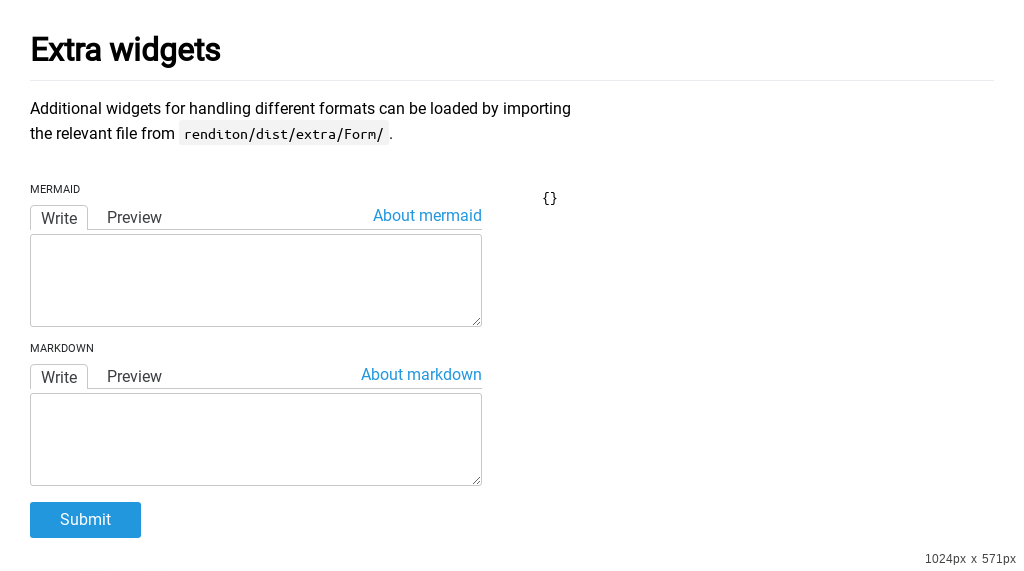 Extra widgets
Additional widgets for handling different formats can be loaded by importing
the relevant file from renditon/dist/extra/Form/ .
MERMAID
{}
Write Preview About mermaid
MARKDOWN
Write Preview About markdown
Submit
1024px x 571px